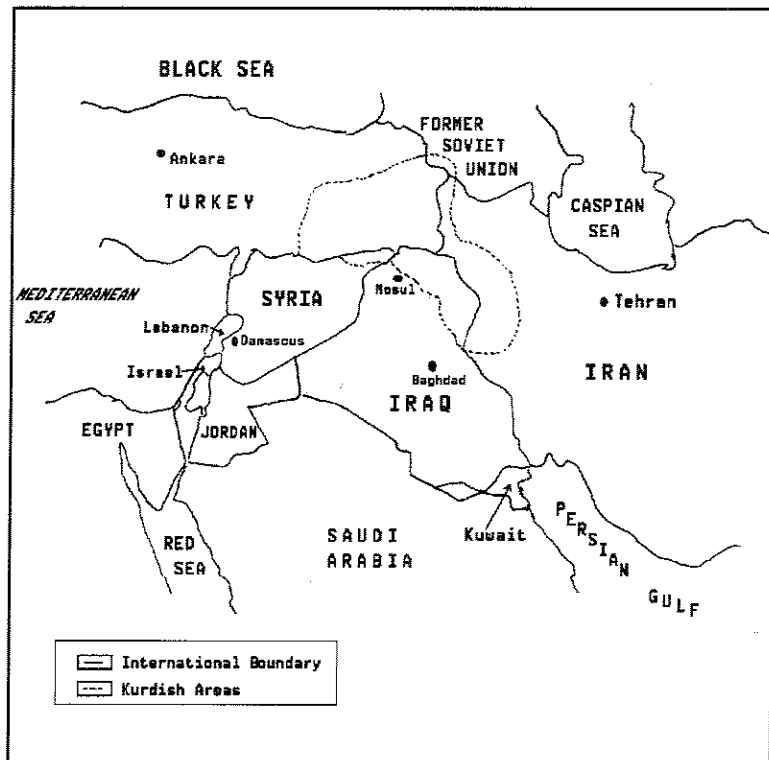 BLACK SEA
FORMER
SOVIET
UNION
Ankara
TURKEY
CASPIAN
SEA
MEDITERRANEAN
SEA
SYRIA
Mosul
Tehran
Lebanon
Damascus
Israel
Baghdad
IRAN
IRAQ
EGYPT
JORDAN
Kuwait
PERSIAN
GULF
RED
SEA
SAUDI
ARABIA
International Boundary
Kurdish Areas